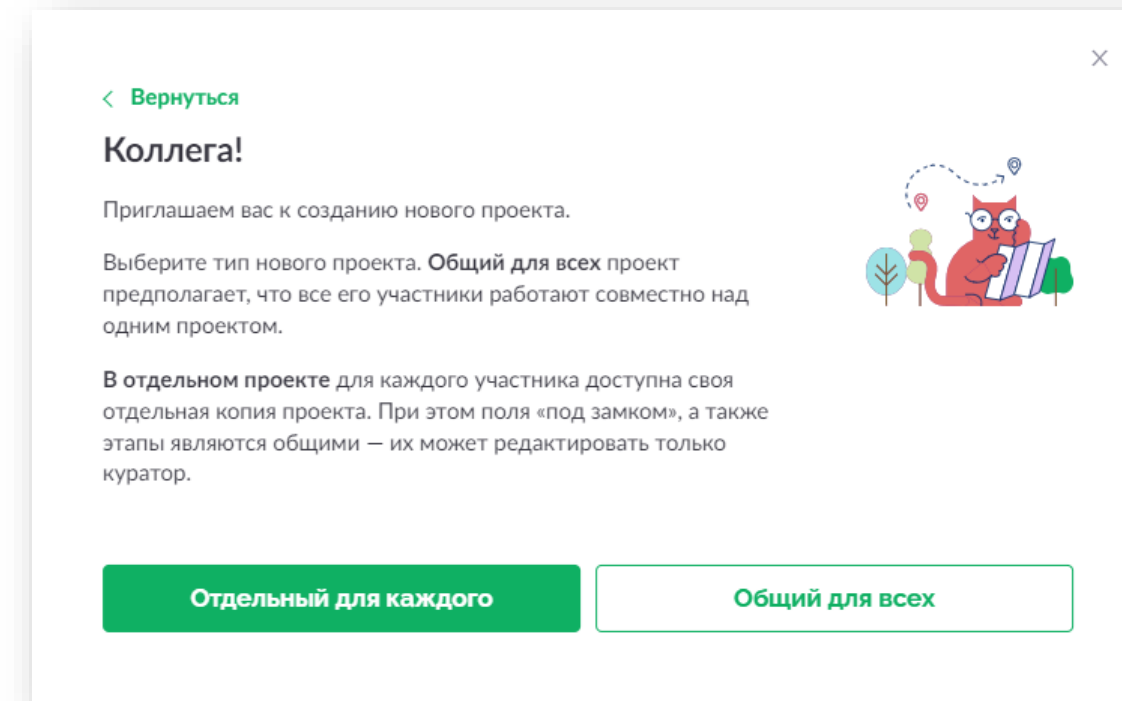 Вернуться
Коллега!
Приглашаем вас к созданию нового проекта.
Выберите тип нового проекта. Общий для всех проект
предполагает, что все его участники работают совместно над
одним проектом.
В отдельном проекте для каждого участника доступна своя
отдельная копия проекта. При этом поля «под замком», а также
этапы являются общими — их может редактировать только
куратор.
Отдельный для каждого
Общий для всех